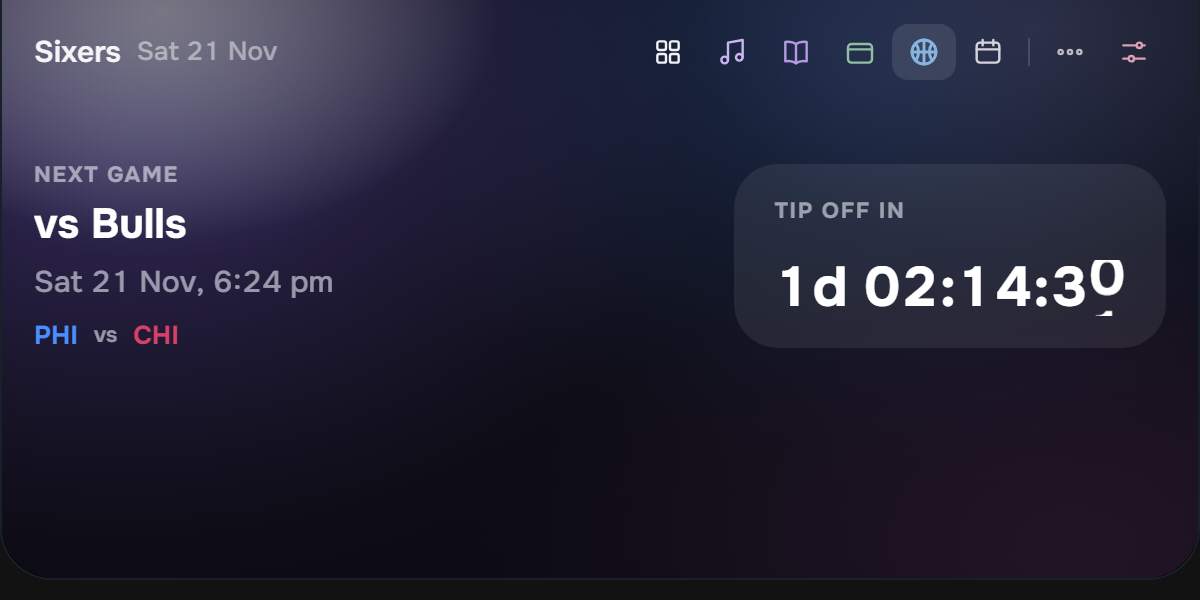 Sixers Sat 21 Nov
NEXT GAME
vs Bulls
Sat 21 Nov, 6:24 pm
PHI vs CHI
TIP OFF IN
1d 02:14:30